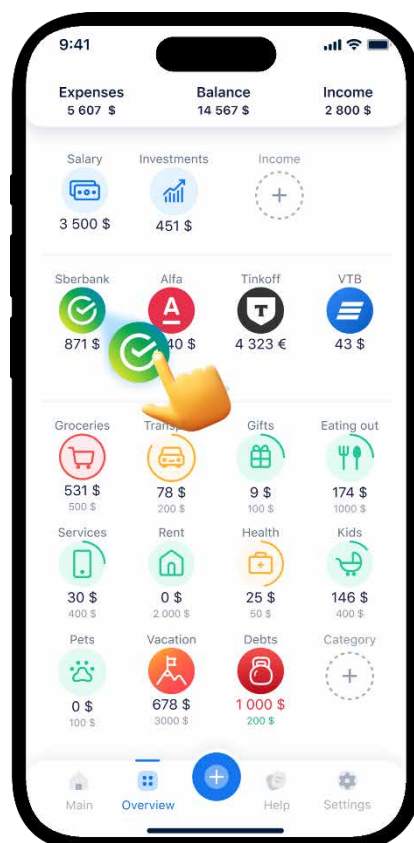 9:41
Expenses Balance Income
5 607 $ 14 567 $ 2 800 $
Salary Investments Income
3 500 $ 451 $
Sberbank Alfa Tinkoff VTB
A T
871 $ 40 $ 4 323 € 43 $
Groceries Gifts Eating out
531 $ 78 $ 9 $ 174 $
500 $ 200 $ 100 $ 1000 $
Services Rent Health Kids
30 $ 0 $ 25 $ 146 $
400 $ 2 000 $ 50 $ 400 $
Pets Vacation Debts Category
0 $ 678 $ 1 000 $
100 $ 3000 $ 200 $
Main Overview Help Settings